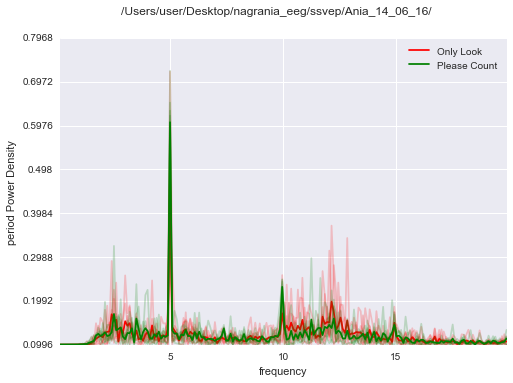 /Users/user/Desktop/nagrania_eeg/ssvep/Ania_14_06_16/
0.7968
0.6972
0.5976
0.498
0.3984
0.2988
0.1992
0.0996
period Power Density
Only Look
Please Count
5
10
15
frequency